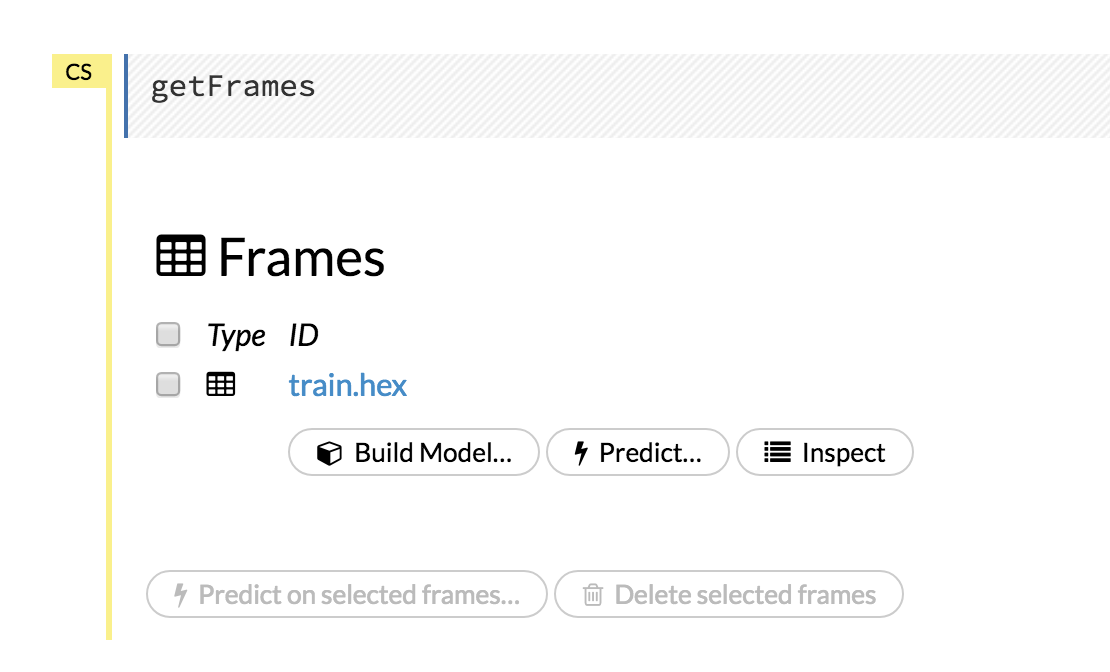 CS
getFrames
Frames
Type ID
train.hex
Build Model... Predict... Inspect
Predict on selected frames... Delete selected frames